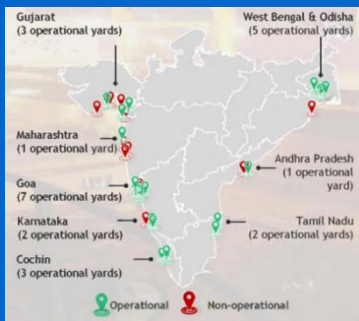 Gujarat
(3 operational yards)
West Bengal & Odisha
(5 operational yards)
Maharashtra
(1 operational yard)
Andhra Pradesh
(1 operational
yard)
Goa
(7 operational yards)
Karnataka
(2 operational yards)
Tamil Nadu
(2 operational yards)
Cochin
(3 operational yards)
Operational
Non-operational